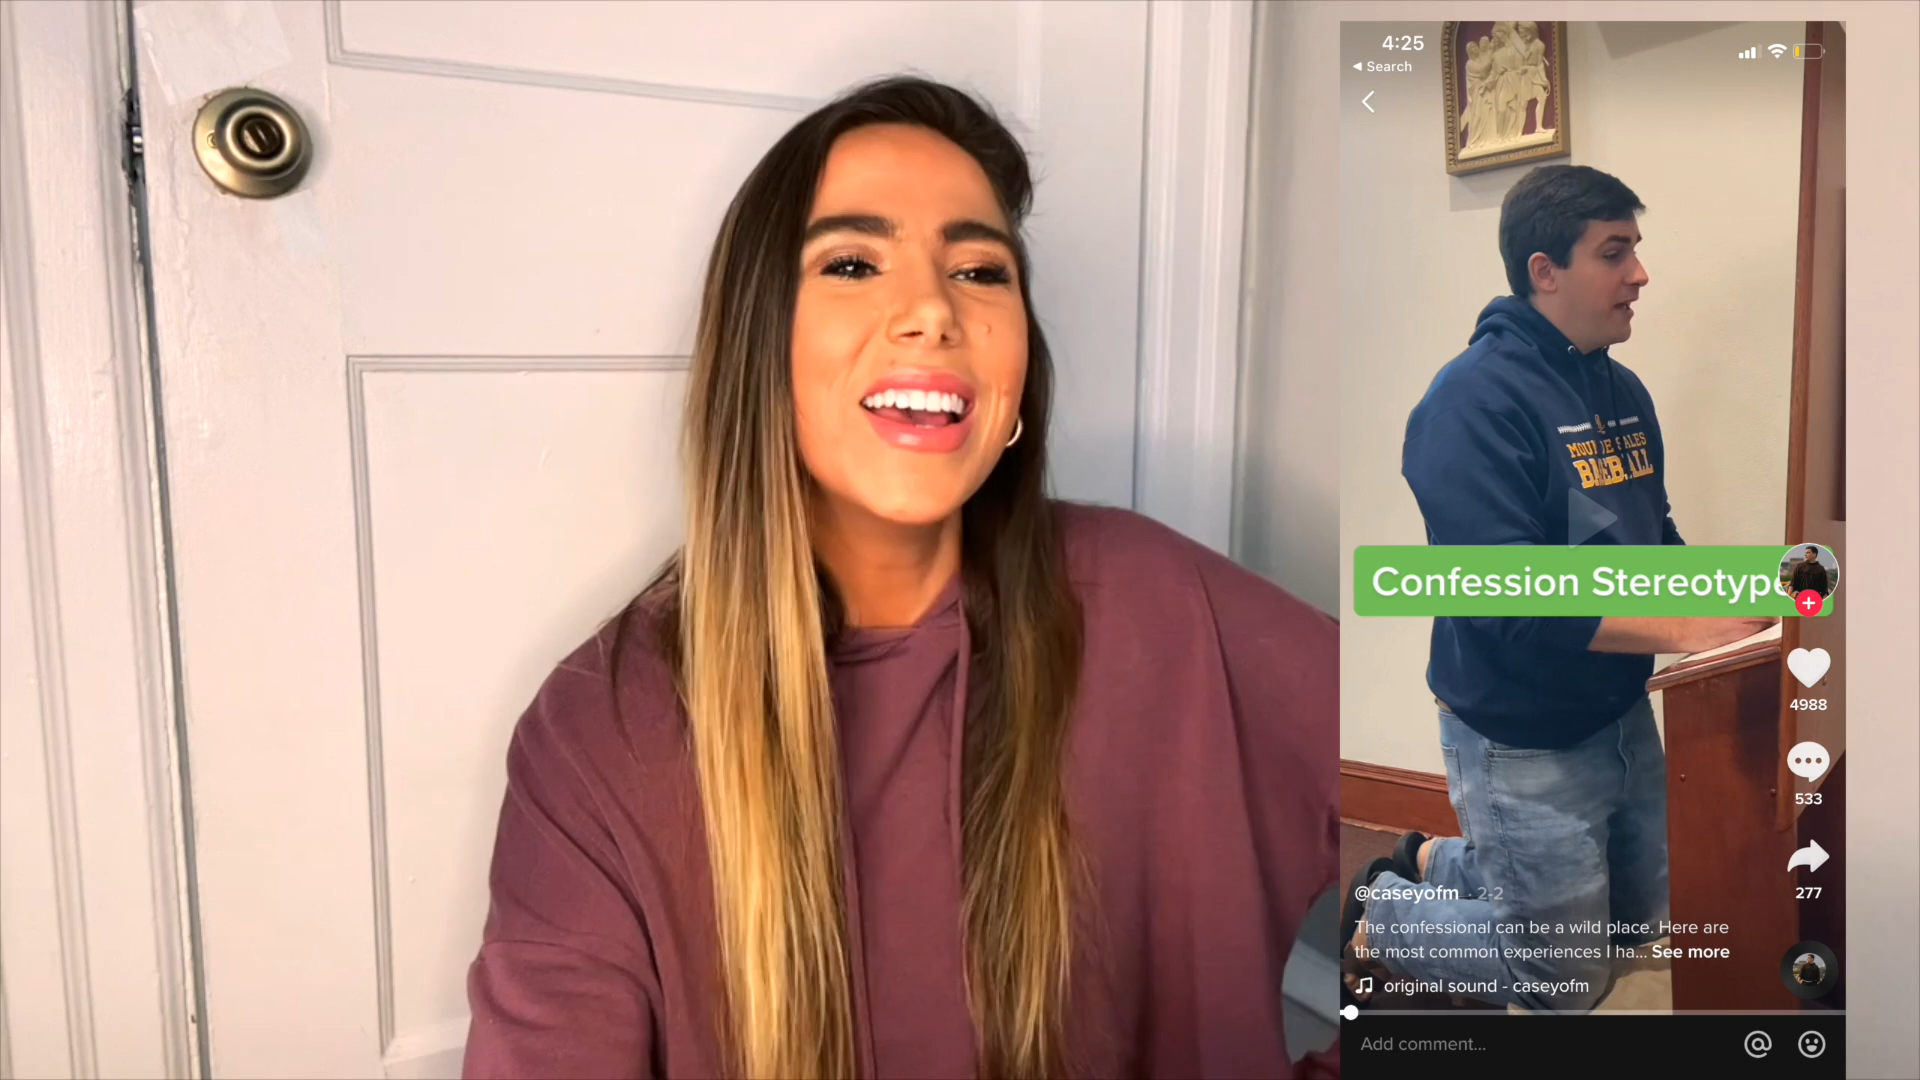 4:25
Search
BASEBALL
Confession Stereotype
4988
533
277
@caseyofm · 2-2
The confessional can be a wild place. Here are
the most common experiences I ha... See more
original sound - caseyofm
Add comment...